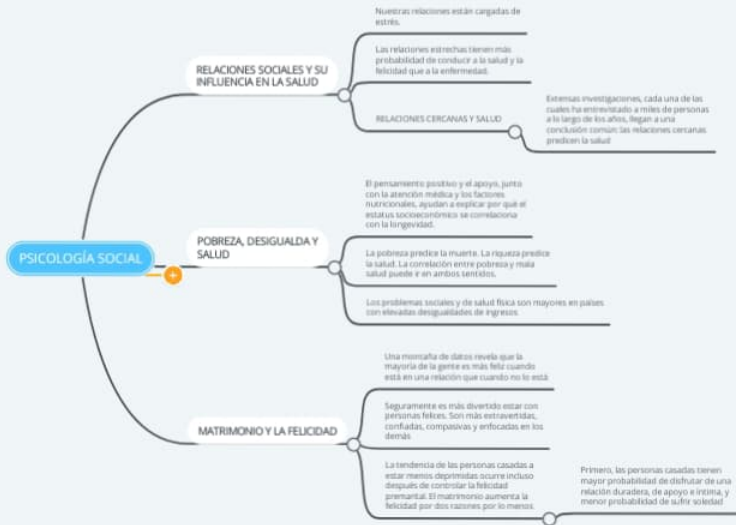 Nuestras relaciones están cargadas de
estrés.
Las relaciones estrechas tienen más
probabilidad de conducir a la salud y la
felicidad que a la enfermedad.
RELACIONES SOCIALES Y SU
INFLUENCIA EN LA SALUD
RELACIONES CERCANAS Y SALUD
Extensas investigaciones, cada una de las
cuales ha entrevistado a miles de personas
a lo largo de los años, llegan a una
conclusión común: las relaciones cercanas
predicen la salud
El pensamiento positivo y el apoyo, junto
con la atención médica y los factores
nutricionales, ayudan a explicar por qué el
estatus socioeconómico se correlaciona
con la longevidad.
PSICOLOGÍA SOCIAL
POBREZA, DESIGUALDA Y
SALUD
La pobreza predice la muerte. La riqueza predice
la salud. La correlación entre pobreza y mala
salud puede ir en ambos sentidos.
Los problemas sociales y de salud física son mayores en países
con elevadas desigualdades de ingresos
Una montaña de datos revela que la
mayoría de la gente es más feliz cuando
está en una relación que cuando no lo está
Seguramente es más divertido estar con
personas felices. Son más extravertidas,
confiadas, compasivas y enfocadas en los
demás
MATRIMONIO Y LA FELICIDAD
La tendencia de las personas casadas a
estar menos deprimidas ocurre incluso
después de controlar la felicidad
premarital. El matrimonio aumenta la
felicidad por dos razones por lo menos
Primero, las personas casadas tienen
mayor probabilidad de disfrutar de una
relación duradera, de apoyo e íntima, y
menor probabilidad de sufrir soledad